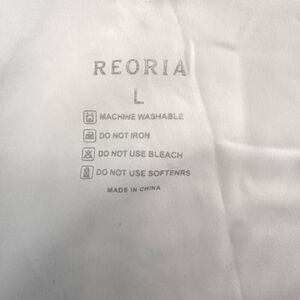 REORIA
L
MACHINE WASHABLE
DO NOT IRON
DO NOT USE BLEACH
DO NOT USE SOFTENRS
MADE IN CHINA